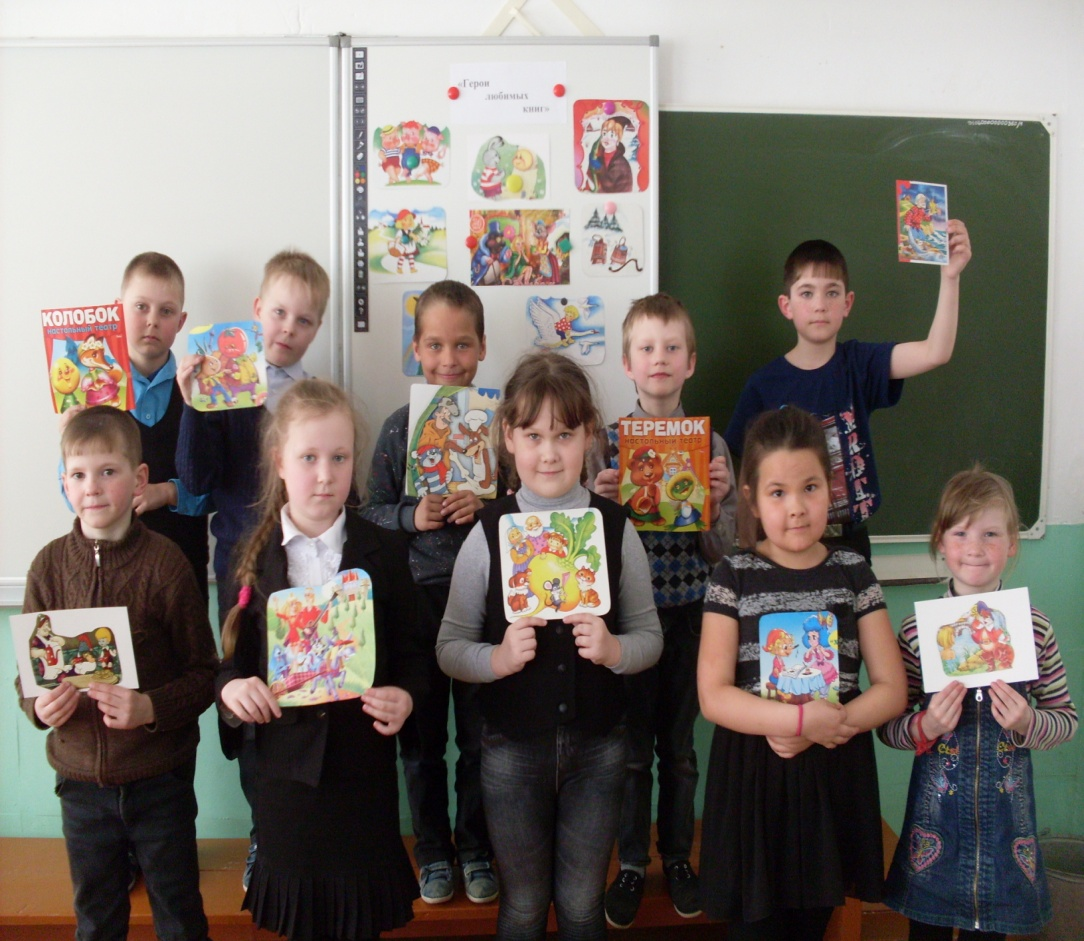 «Герои
любимых
книг»
КОЛОБОК
настольный театр
ТЕРЕМОК
настольный театр